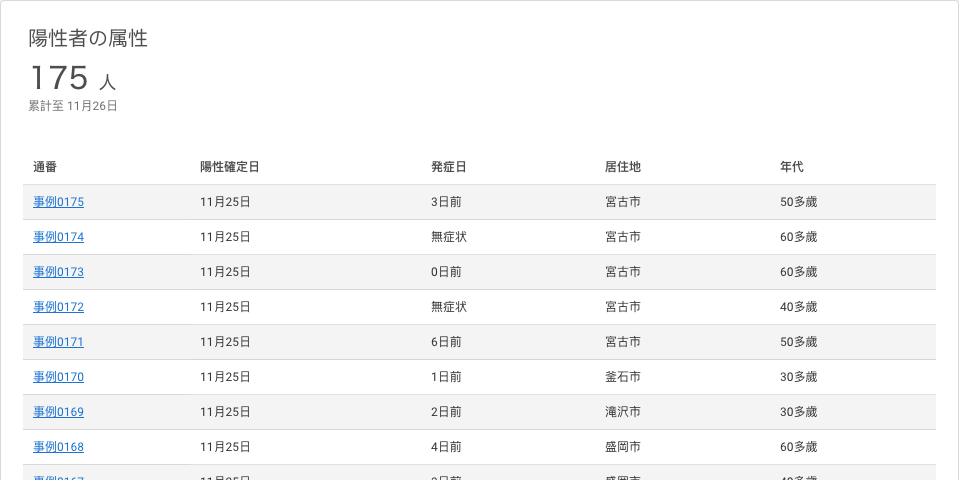 陽性者の属性
175 人
累計至 11月26日
通番 陽性確定日 発症日 居住地 年代
事例0175 11月25日 3日前 宮古市 50多歳
事例0174 11月25日 無症状 宮古市 60多歳
事例0173 11月25日 0日前 宮古市 60多歳
事例0172 11月25日 無症状 宮古市 40多歳
事例0171 11月25日 6日前 宮古市 50多歳
事例0170 11月25日 1日前 釜石市 30多歳
事例0169 11月25日 2日前 滝沢市 30多歳
事例0168 11月25日 4日前 盛岡市 60多歳